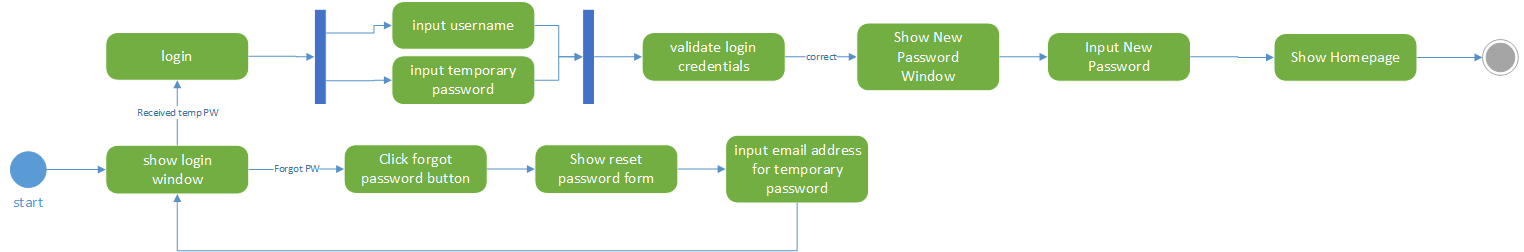 login
input username
input temporary
password
validate login
credentials
correct
Show New
Password
Window
Input New
Password
Show Homepage
Received temp PW
start
show login
window
Forgot PW
Click forgot
password button
Show reset
password form
input email address
for temporary
password